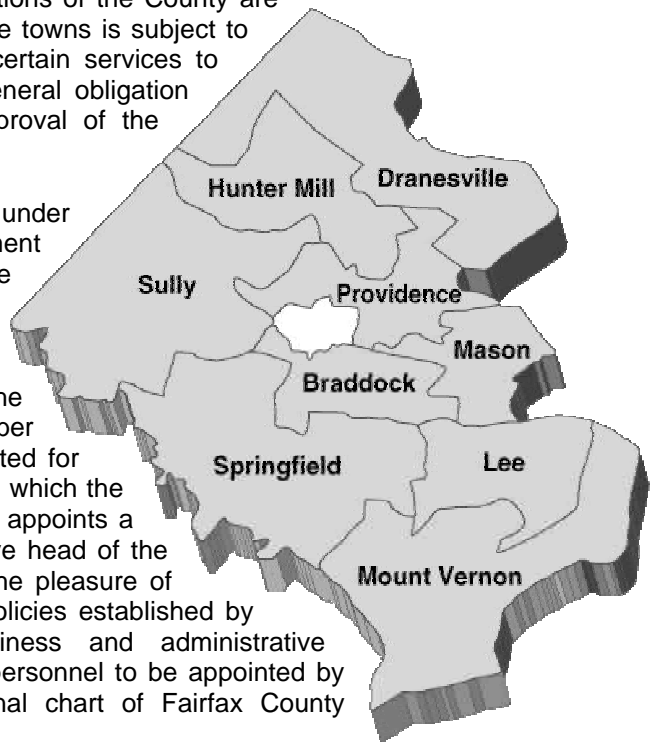 tions of the County are
e towns is subject to
certain services to
eneral obligation
proval of the
under
ment
e
he
ber
ted for
which the
appoints a
ve head of the
he pleasure of
olicies established by
iness and administrative
personnel to be appointed by
nal chart of Fairfax County
Hunter Mill
Dranesville
Sully
Providence
Mason
Braddock
Springfield
Lee
Mount Vernon